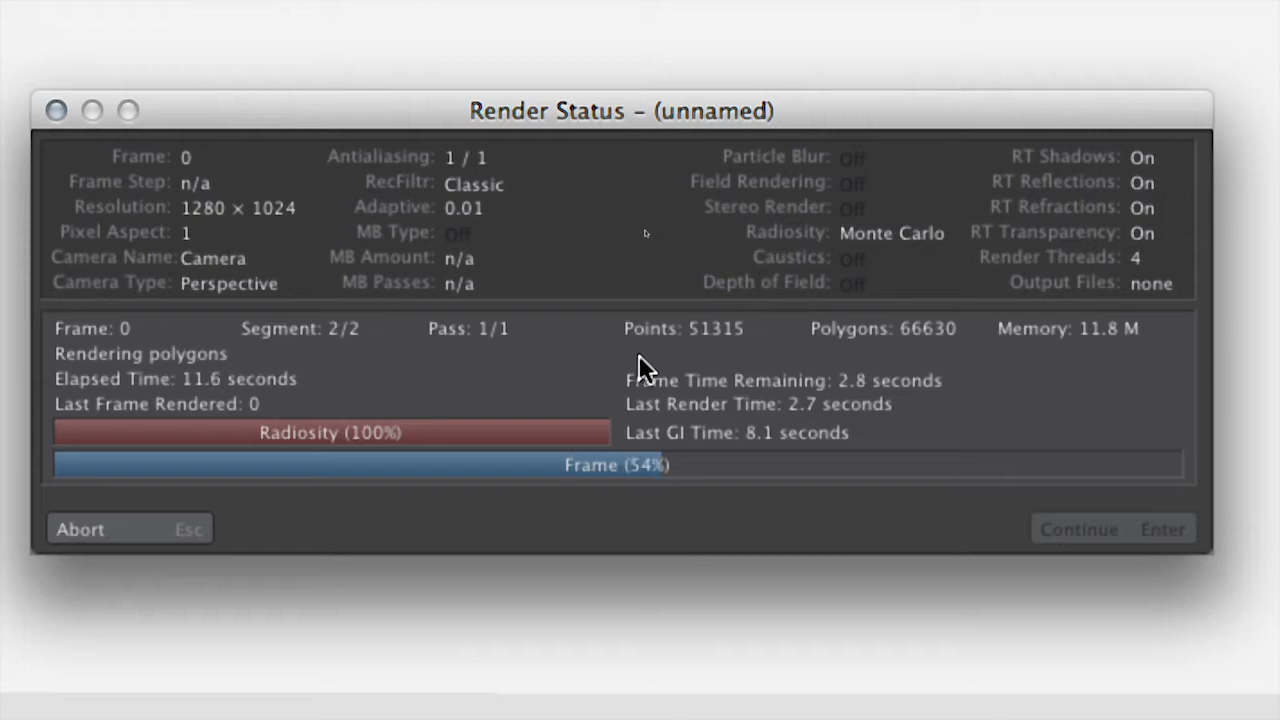 Render Status – (unnamed)
Frame: 0 Antialiasing: 1 / 1 Particle Blur: Off RT Shadows: On
Frame Step: n/a RecFiltr: Classic Field Rendering: Off RT Reflections: On
Resolution: 1280 × 1024 Adaptive: 0.01 Stereo Render: Off RT Refractions: On
Pixel Aspect: 1 MB Type: Off Radiosity: Monte Carlo RT Transparency: On
Camera Name: Camera MB Amount: n/a Caustics: Off Render Threads: 4
Camera Type: Perspective MB Passes: n/a Depth of Field: Off Output Files: none
Frame: 0 Segment: 2/2 Pass: 1/1 Points: 51315 Polygons: 66630 Memory: 11.8 M
Rendering polygons
Elapsed Time: 11.6 seconds Frame Time Remaining: 2.8 seconds
Last Frame Rendered: 0 Last Render Time: 2.7 seconds
Radiosity (100%) Last GI Time: 8.1 seconds
Frame (54%)
Abort Esc Continue Enter